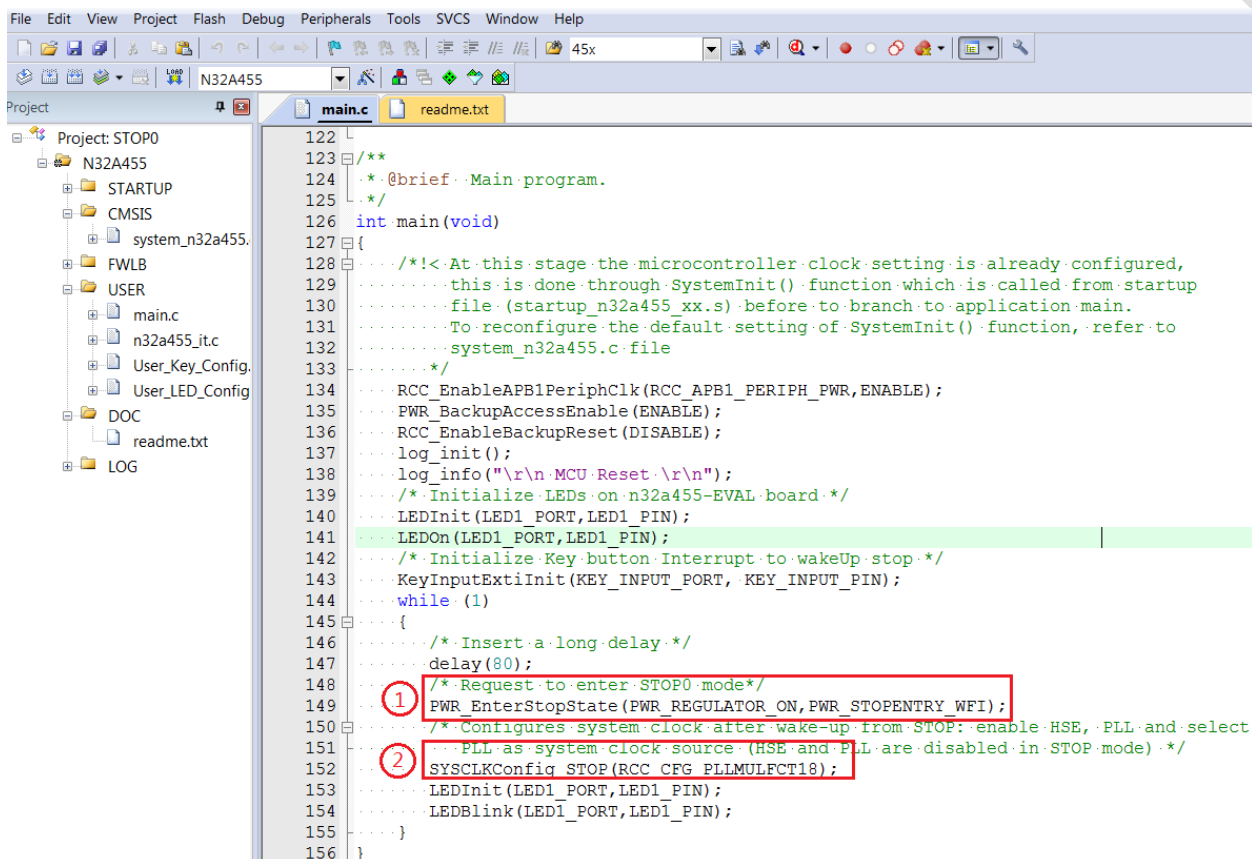 File Edit View Project Flash Debug Peripherals Tools SVCS Window Help
45x
LOAD N32A455
Project
main.c readme.txt
Project: STOP0
N32A455
STARTUP
CMSIS
system_n32a455.
FWLB
USER
main.c
n32a455_it.c
User_Key_Config.
User_LED_Config
DOC
readme.txt
LOG
122
123 /**
124 * @brief Main program.
125 */
126 int main(void)
127 {
128 /*!< At this stage the microcontroller clock setting is already configured,
129 this is done through SystemInit() function which is called from startup
130 file (startup_n32a455_xx.s) before to branch to application main.
131 To reconfigure the default setting of SystemInit() function, refer to
132 system_n32a455.c file
133 */
134 RCC_EnableAPB1PeriphClk(RCC_APB1_PERIPH_PWR,ENABLE);
135 PWR_BackupAccessEnable(ENABLE);
136 RCC_EnableBackupReset(DISABLE);
137 log_init();
138 log_info("\r\n MCU Reset \r\n");
139 /* Initialize LEDs on n32a455-EVAL board */
140 LEDInit(LED1_PORT,LED1_PIN);
141 LEDOn(LED1_PORT,LED1_PIN);
142 /* Initialize Key button Interrupt to wakeUp stop */
143 KeyInputExtiInit(KEY_INPUT_PORT, KEY_INPUT_PIN);
144 while (1)
145 {
146 /* Insert a long delay */
147 delay(80);
148 /* Request to enter STOP0 mode*/
149 ① PWR_EnterStopState(PWR_REGULATOR_ON,PWR_STOPENTRY_WFI);
150 /* Configures system clock after wake-up from STOP: enable HSE, PLL and select
151 PLL as system clock source (HSE and PLL are disabled in STOP mode) */
152 ② SYSCLKConfig_STOP(RCC_CFG_PLLMULFCT18);
153 LEDInit(LED1_PORT,LED1_PIN);
154 LEDBlink(LED1_PORT,LED1_PIN);
155 }
156 }